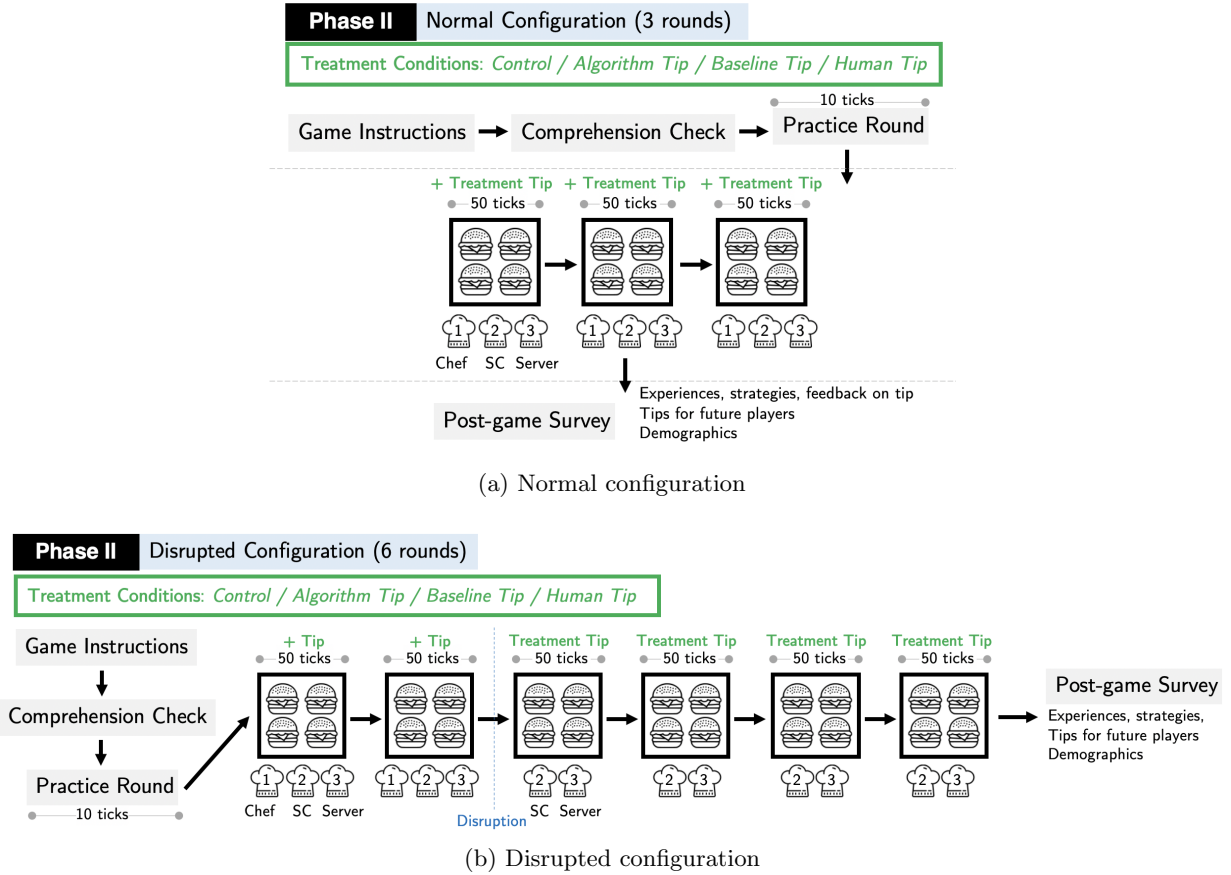 Phase II Normal Configuration (3 rounds)
Treatment Conditions: Control / Algorithm Tip / Baseline Tip / Human Tip
10 ticks
Game Instructions Comprehension Check Practice Round
+ Treatment Tip + Treatment Tip + Treatment Tip
50 ticks 50 ticks 50 ticks
1 2 3 1 2 3 1 2 3
Chef SC Server
Post-game Survey
Experiences, strategies, feedback on tip
Tips for future players
Demographics
(a) Normal configuration
Phase II Disrupted Configuration (6 rounds)
Treatment Conditions: Control / Algorithm Tip / Baseline Tip / Human Tip
Game Instructions
Comprehension Check
Practice Round
10 ticks
+ Tip + Tip Treatment Tip Treatment Tip Treatment Tip Treatment Tip
50 ticks 50 ticks 50 ticks 50 ticks 50 ticks 50 ticks
1 2 3 1 2 3 2 3 2 3 2 3 2 3
Chef SC Server SC Server
Disruption
Post-game Survey
Experiences, strategies,
Tips for future players
Demographics
(b) Disrupted configuration